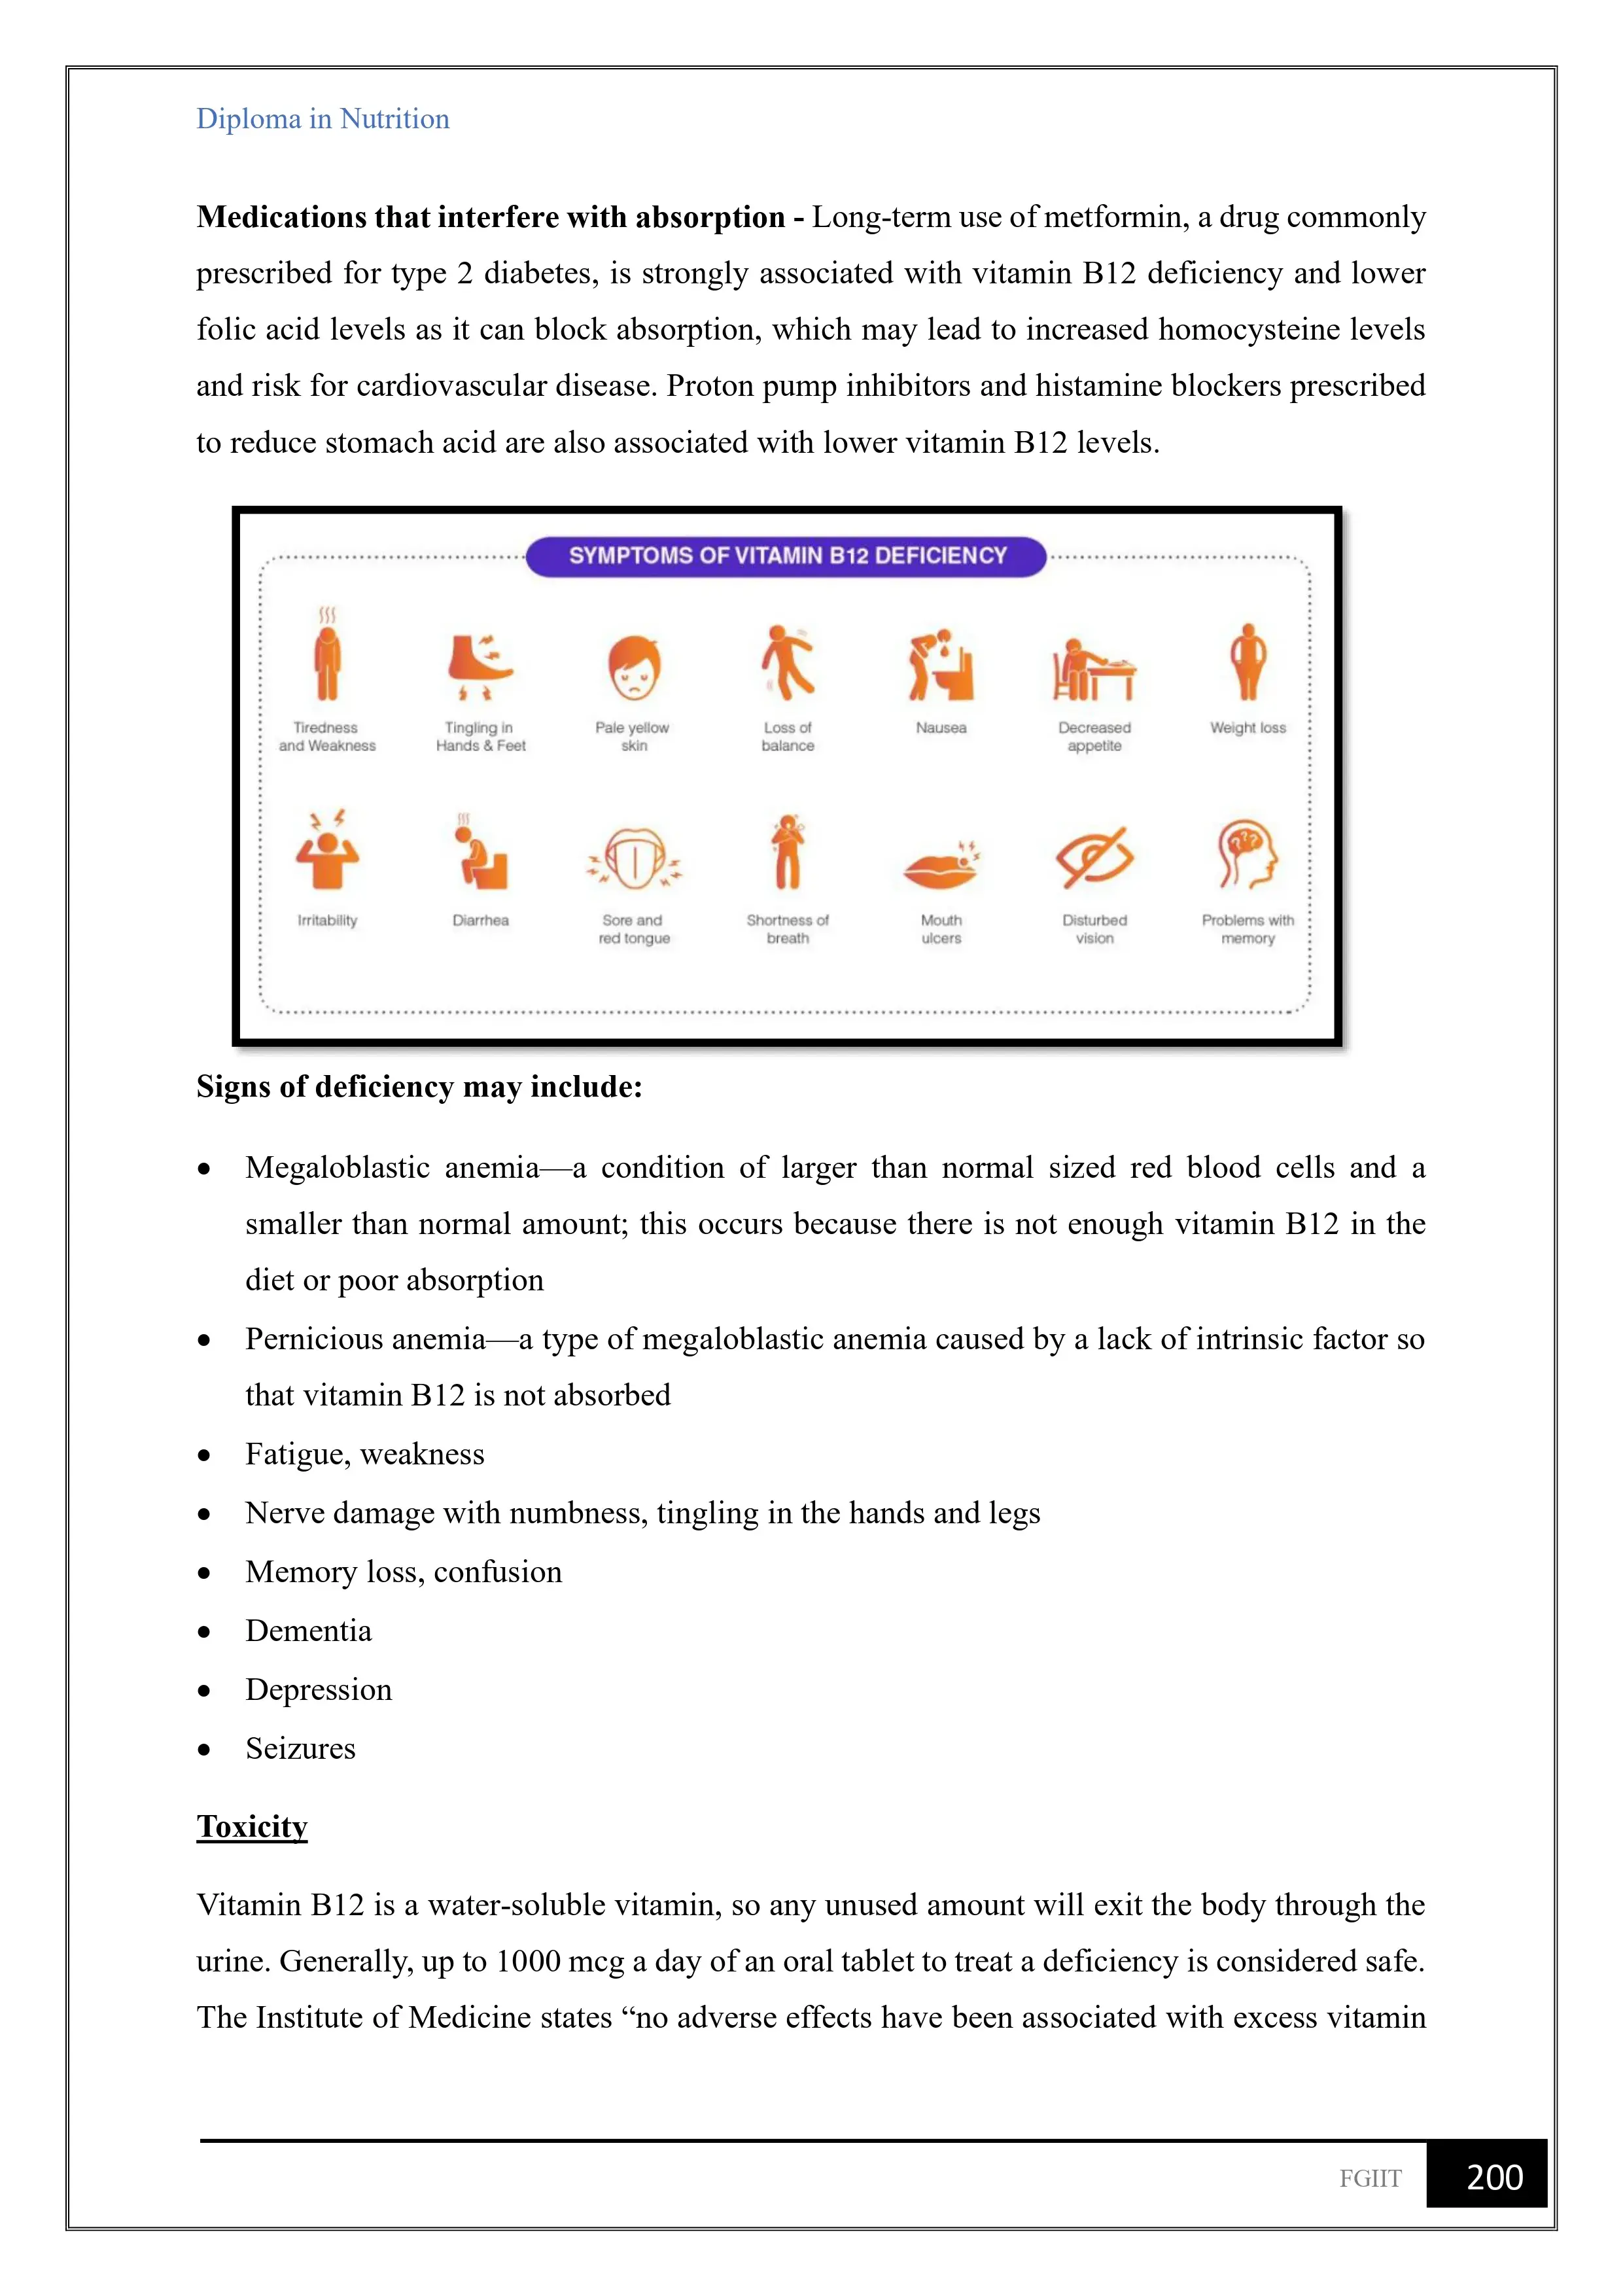 Diploma in Nutrition
Medications that interfere with absorption - Long-term use of metformin, a drug commonly
prescribed for type 2 diabetes, is strongly associated with vitamin B12 deficiency and lower
folic acid levels as it can block absorption, which may lead to increased homocysteine levels
and risk for cardiovascular disease. Proton pump inhibitors and histamine blockers prescribed
to reduce stomach acid are also associated with lower vitamin B12 levels.
SYMPTOMS OF VITAMIN B12 DEFICIENCY
Tiredness
and Weakness
Tingling in
Hands & Feet
Pale yellow
skin
Loss of
balance
Nausea
Decreased
appetite
Weight loss
Irritability
Diarrhea
Sore and
red tongue
Shortness of
breath
Mouth
ulcers
Disturbed
vision
Problems with
memory
Signs of deficiency may include:
• Megaloblastic anemia—a condition of larger than normal sized red blood cells and a
smaller than normal amount; this occurs because there is not enough vitamin B12 in the
diet or poor absorption
• Pernicious anemia—a type of megaloblastic anemia caused by a lack of intrinsic factor so
that vitamin B12 is not absorbed
• Fatigue, weakness
• Nerve damage with numbness, tingling in the hands and legs
• Memory loss, confusion
• Dementia
• Depression
• Seizures
Toxicity
Vitamin B12 is a water-soluble vitamin, so any unused amount will exit the body through the
urine. Generally, up to 1000 mcg a day of an oral tablet to treat a deficiency is considered safe.
The Institute of Medicine states “no adverse effects have been associated with excess vitamin
FGIIT 200